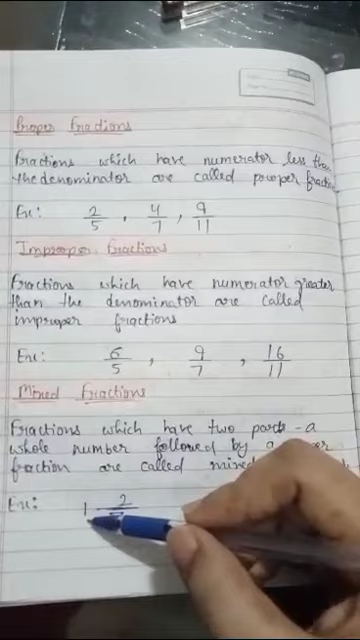 Proper Fractions
Fractions which have numerator less than
the denominator are called powper
Ex: 2/5 , 4/7 , 9/11
Improper Fractions
Fractions which have numerator greater
than the denominator are called
improper fractions
Ex: 6/5 , 9/7 , 16/11
Mixed Fractions
Fractions which have two parts - a
whole number followed by a
fraction are called
Ex: 1 2